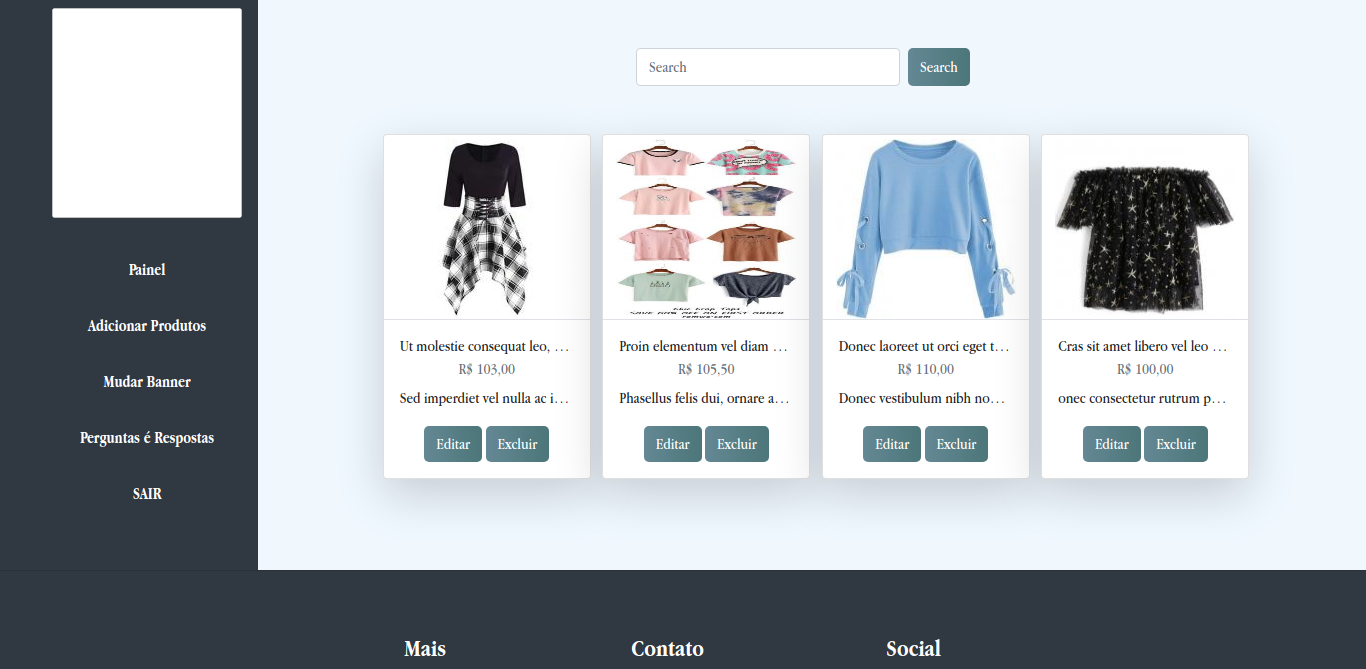 Search
Search
Painel
Adicionar Produtos
Mudar Banner
Perguntas é Respostas
SAIR
Ut molestie consequat leo, ...
R$ 103,00
Sed imperdiet vel nulla ac i...
Editar
Excluir
Proin elementum vel diam ...
R$ 105,50
Phasellus felis dui, ornare a...
Editar
Excluir
Donec laoreet ut orci eget t...
R$ 110,00
Donec vestibulum nibh no...
Editar
Excluir
Cras sit amet libero vel leo ...
R$ 100,00
onec consectetur rutrum p...
Editar
Excluir
Mais
Contato
Social